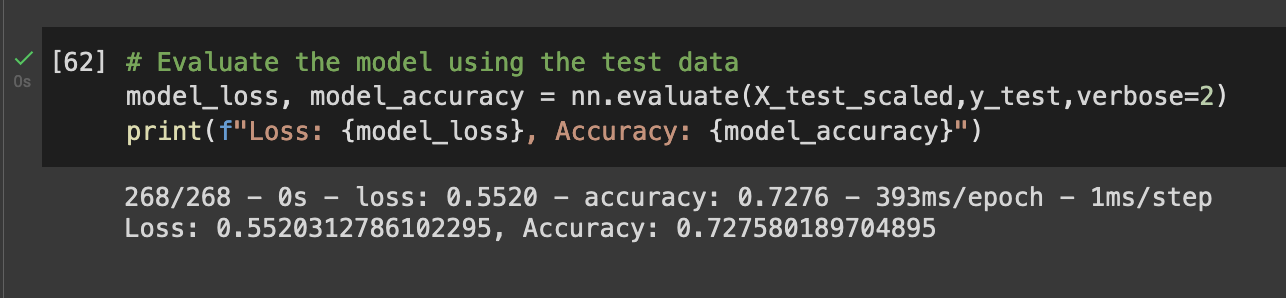 [62] # Evaluate the model using the test data
0s
model_loss, model_accuracy = nn.evaluate(X_test_scaled,y_test,verbose=2)
print(f"Loss: {model_loss}, Accuracy: {model_accuracy}")
268/268 - 0s - loss: 0.5520 - accuracy: 0.7276 - 393ms/epoch - 1ms/step
Loss: 0.5520312786102295, Accuracy: 0.727580189704895